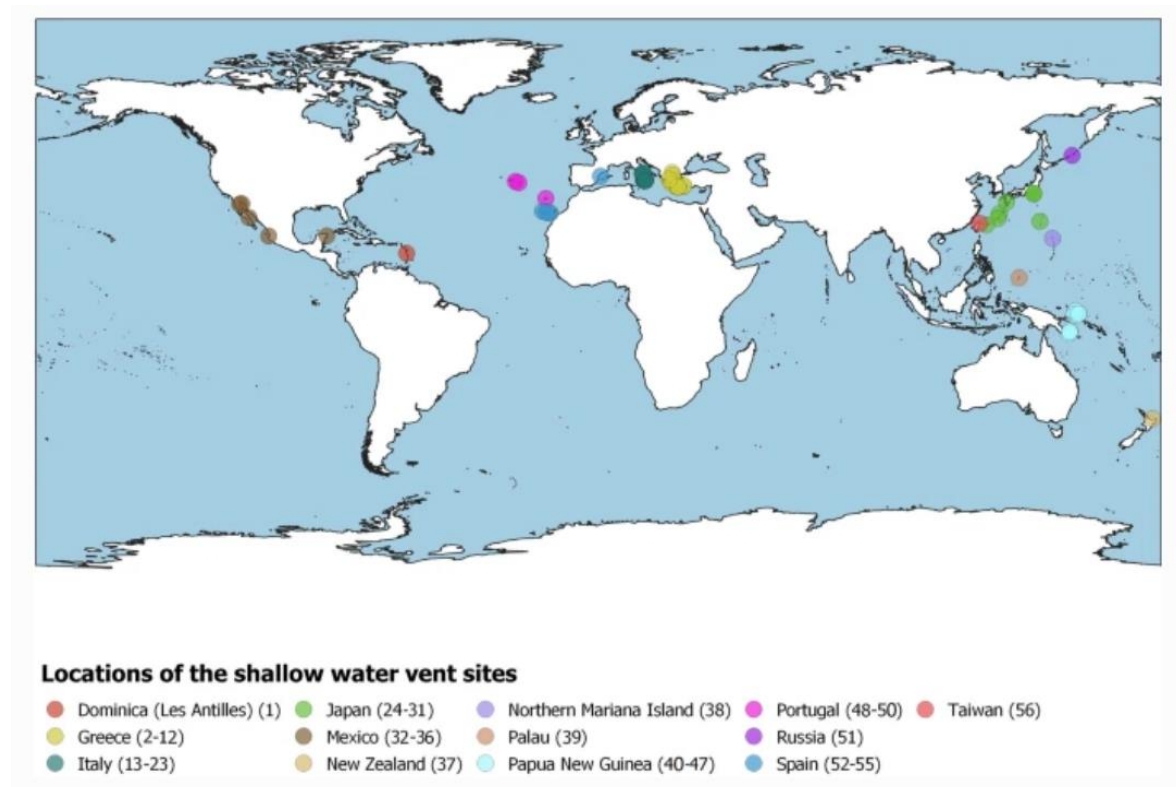 Locations of the shallow water vent sites
Dominica (Les Antilles) (1)
Greece (2-12)
Italy (13-23)
Japan (24-31)
Mexico (32-36)
New Zealand (37)
Northern Mariana Island (38)
Palau (39)
Papua New Guinea (40-47)
Portugal (48-50)
Russia (51)
Spain (52-55)
Taiwan (56)